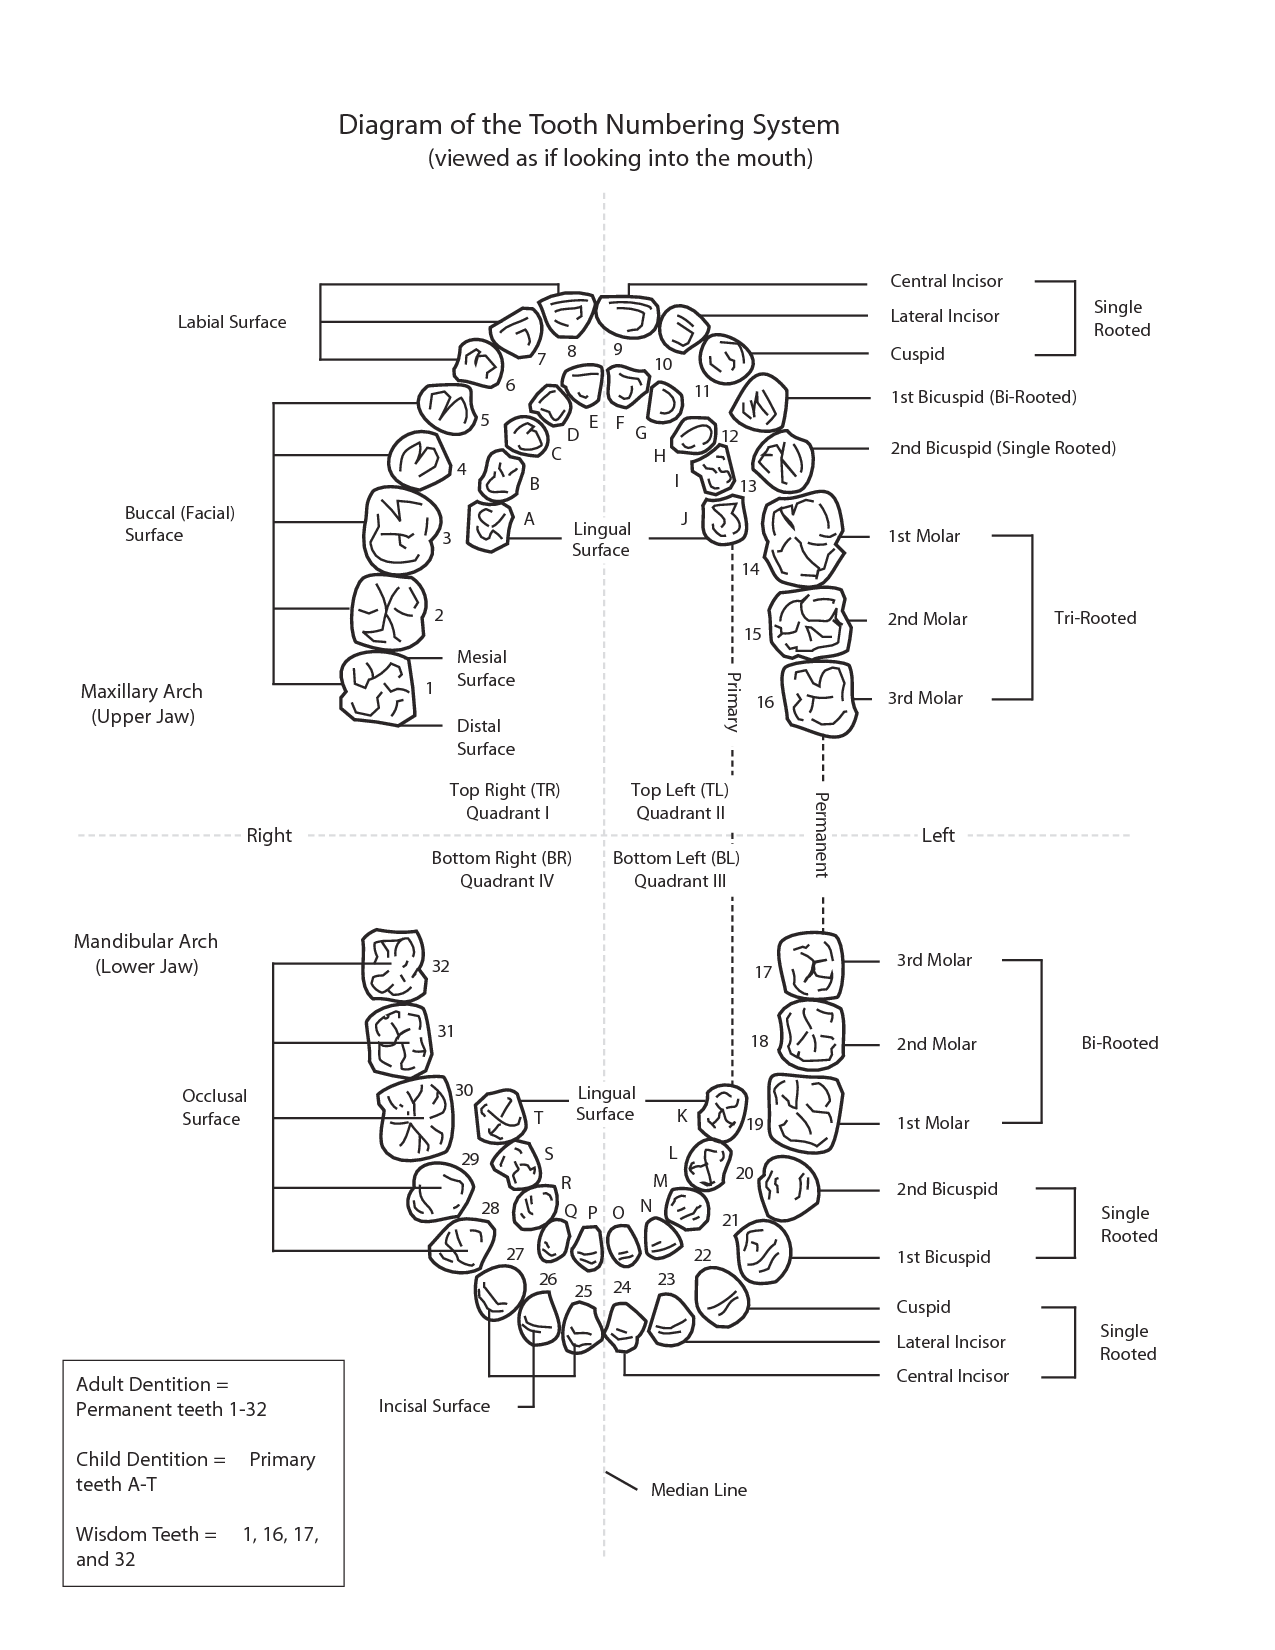 Diagram of the Tooth Numbering System
(viewed as if looking into the mouth)
Central Incisor
Labial Surface
Lateral Incisor
Single
Rooted
Cuspid
8
9
7
10
6
11
1st Bicuspid (Bi-Rooted)
5
E
F
D
G
12
2nd Bicuspid (Single Rooted)
C
H
4
B
I
13
Buccal (Facial)
Surface
A
J
Lingual
Surface
3
1st Molar
14
2
15
2nd Molar
Tri-Rooted
Mesial
Surface
1
Primary
16
3rd Molar
Maxillary Arch
(Upper Jaw)
Distal
Surface
Top Right (TR)
Quadrant I
Top Left (TL)
Quadrant II
Permanent
Right
Left
Bottom Right (BR)
Quadrant IV
Bottom Left (BL)
Quadrant III
Mandibular Arch
(Lower Jaw)
32
17
3rd Molar
31
18
2nd Molar
Bi-Rooted
30
Occlusal
Surface
T
Lingual
Surface
K
19
1st Molar
29
S
L
20
28
R
M
2nd Bicuspid
Q
P
O
N
21
Single
Rooted
27
22
1st Bicuspid
26
25
24
23
Cuspid
Lateral Incisor
Single
Rooted
Central Incisor
Incisal Surface
Adult Dentition =
Permanent teeth 1-32
Child Dentition = Primary
teeth A-T
Wisdom Teeth = 1, 16, 17,
and 32
Median Line